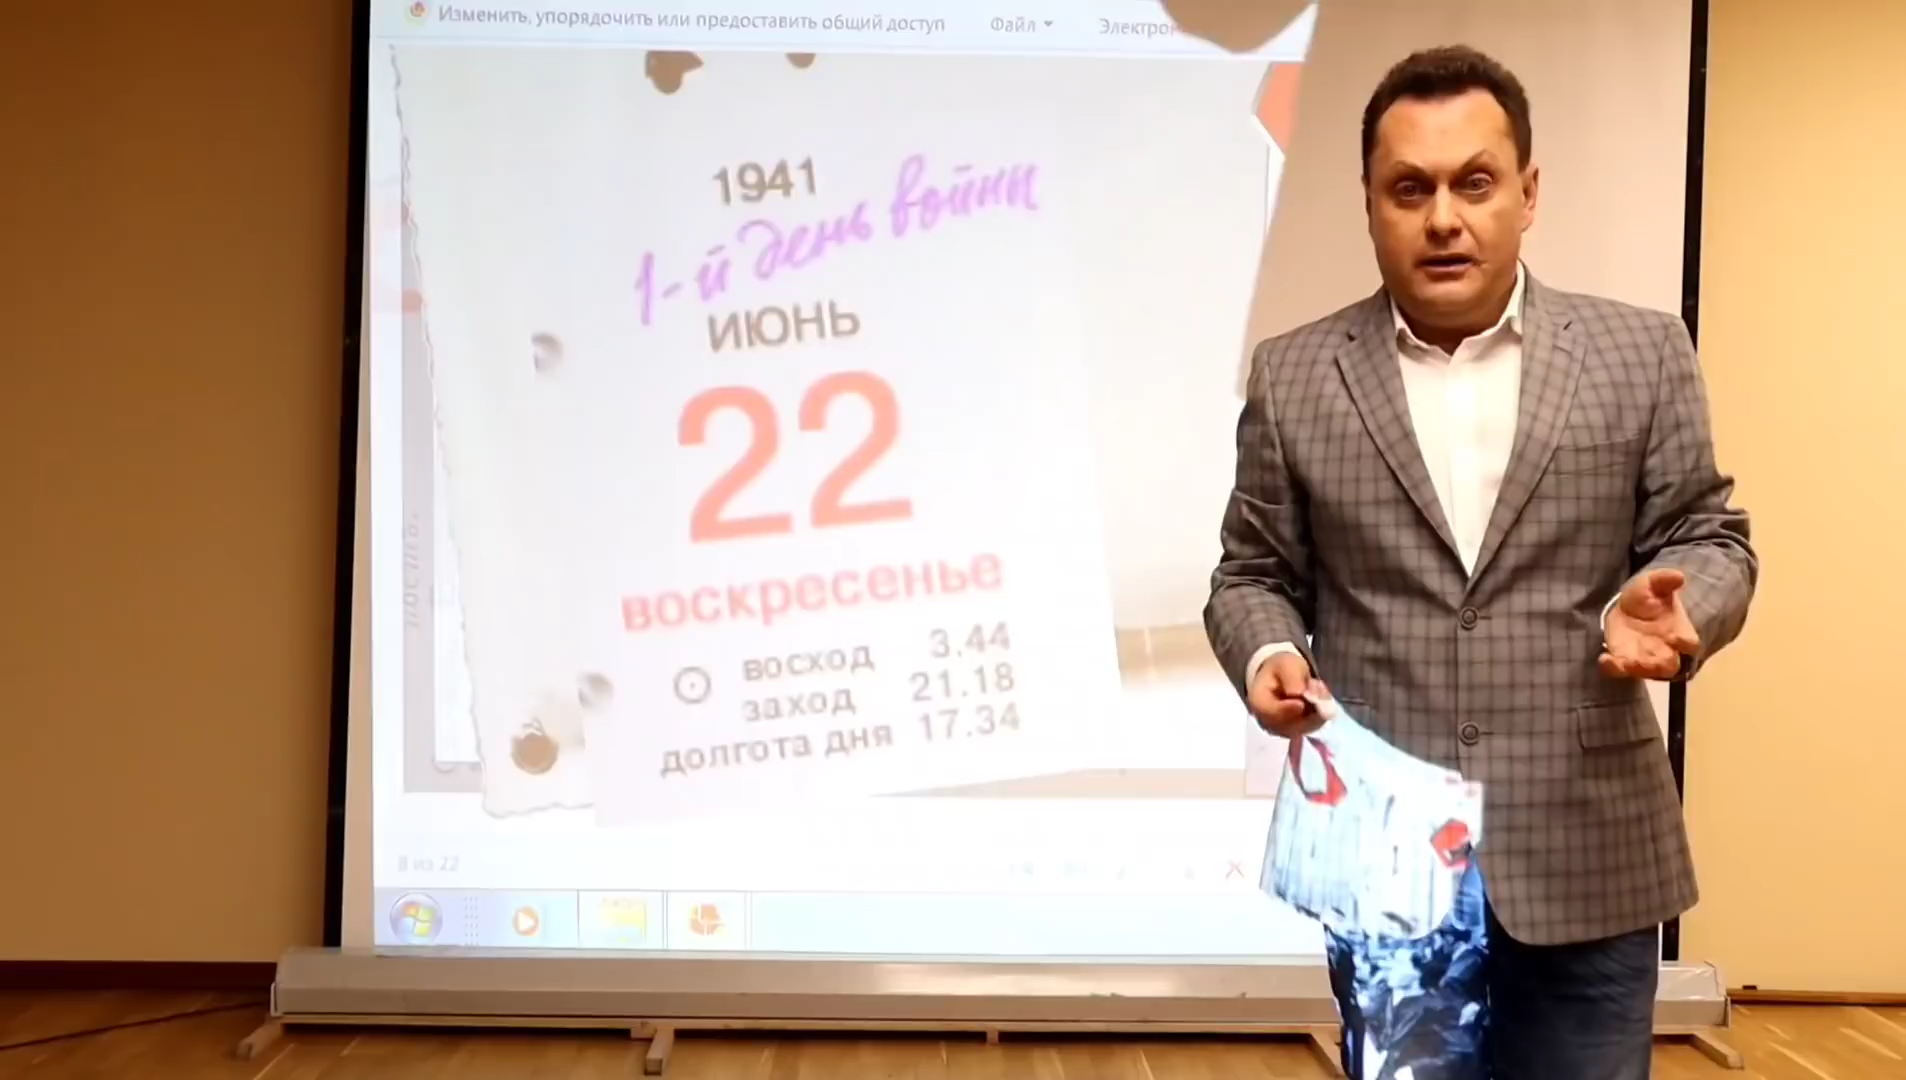 Изменить, упорядочить или предоставить общий доступ Файл
1941
1-й день войны
ИЮНЬ
22
воскресенье
восход 3.44
заход 21.18
долгота дня 17.34
8 из 22